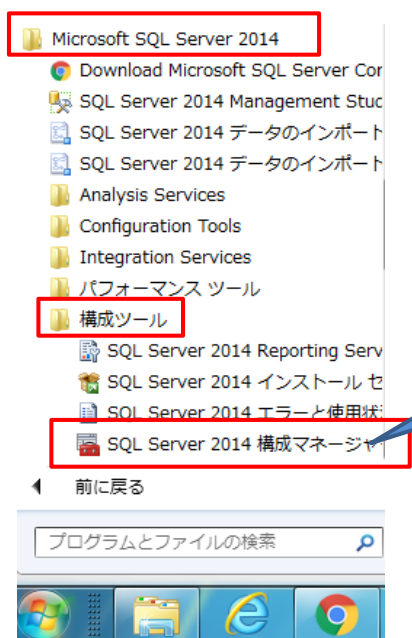 Microsoft SQL Server 2014
Download Microsoft SQL Server Cor
SQL Server 2014 Management Stuc
SQL Server 2014 データのインポート
SQL Server 2014 データのインポート
Analysis Services
Configuration Tools
Integration Services
パフォーマンス ツール
構成ツール
SQL Server 2014 Reporting Serv
SQL Server 2014 インストール セ
SQL Server 2014 エラーと使用状
SQL Server 2014 構成マネージャ
前に戻る
プログラムとファイルの検索